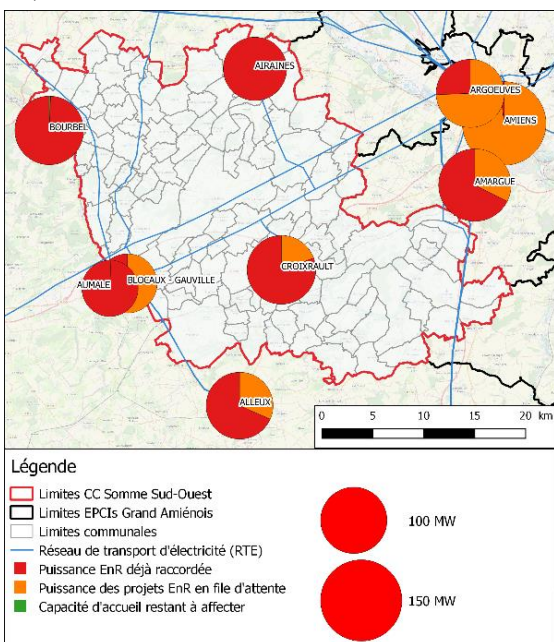 AIRAINES
ARGOEUVES
AMIENS
BOURBEL
AMARGUE
CROIXRAULT
BLOCAUX - GAUVILLE
AUMALE
ALLEUX
0 5 10 15 20 km
Légende
Limites CC Somme Sud-Ouest
Limites EPCIs Grand Amiénois
Limites communales
Réseau de transport d'électricité (RTE)
Puissance EnR déjà raccordée
Puissance des projets EnR en file d'attente
Capacité d'accueil restant à affecter
100 MW
150 MW